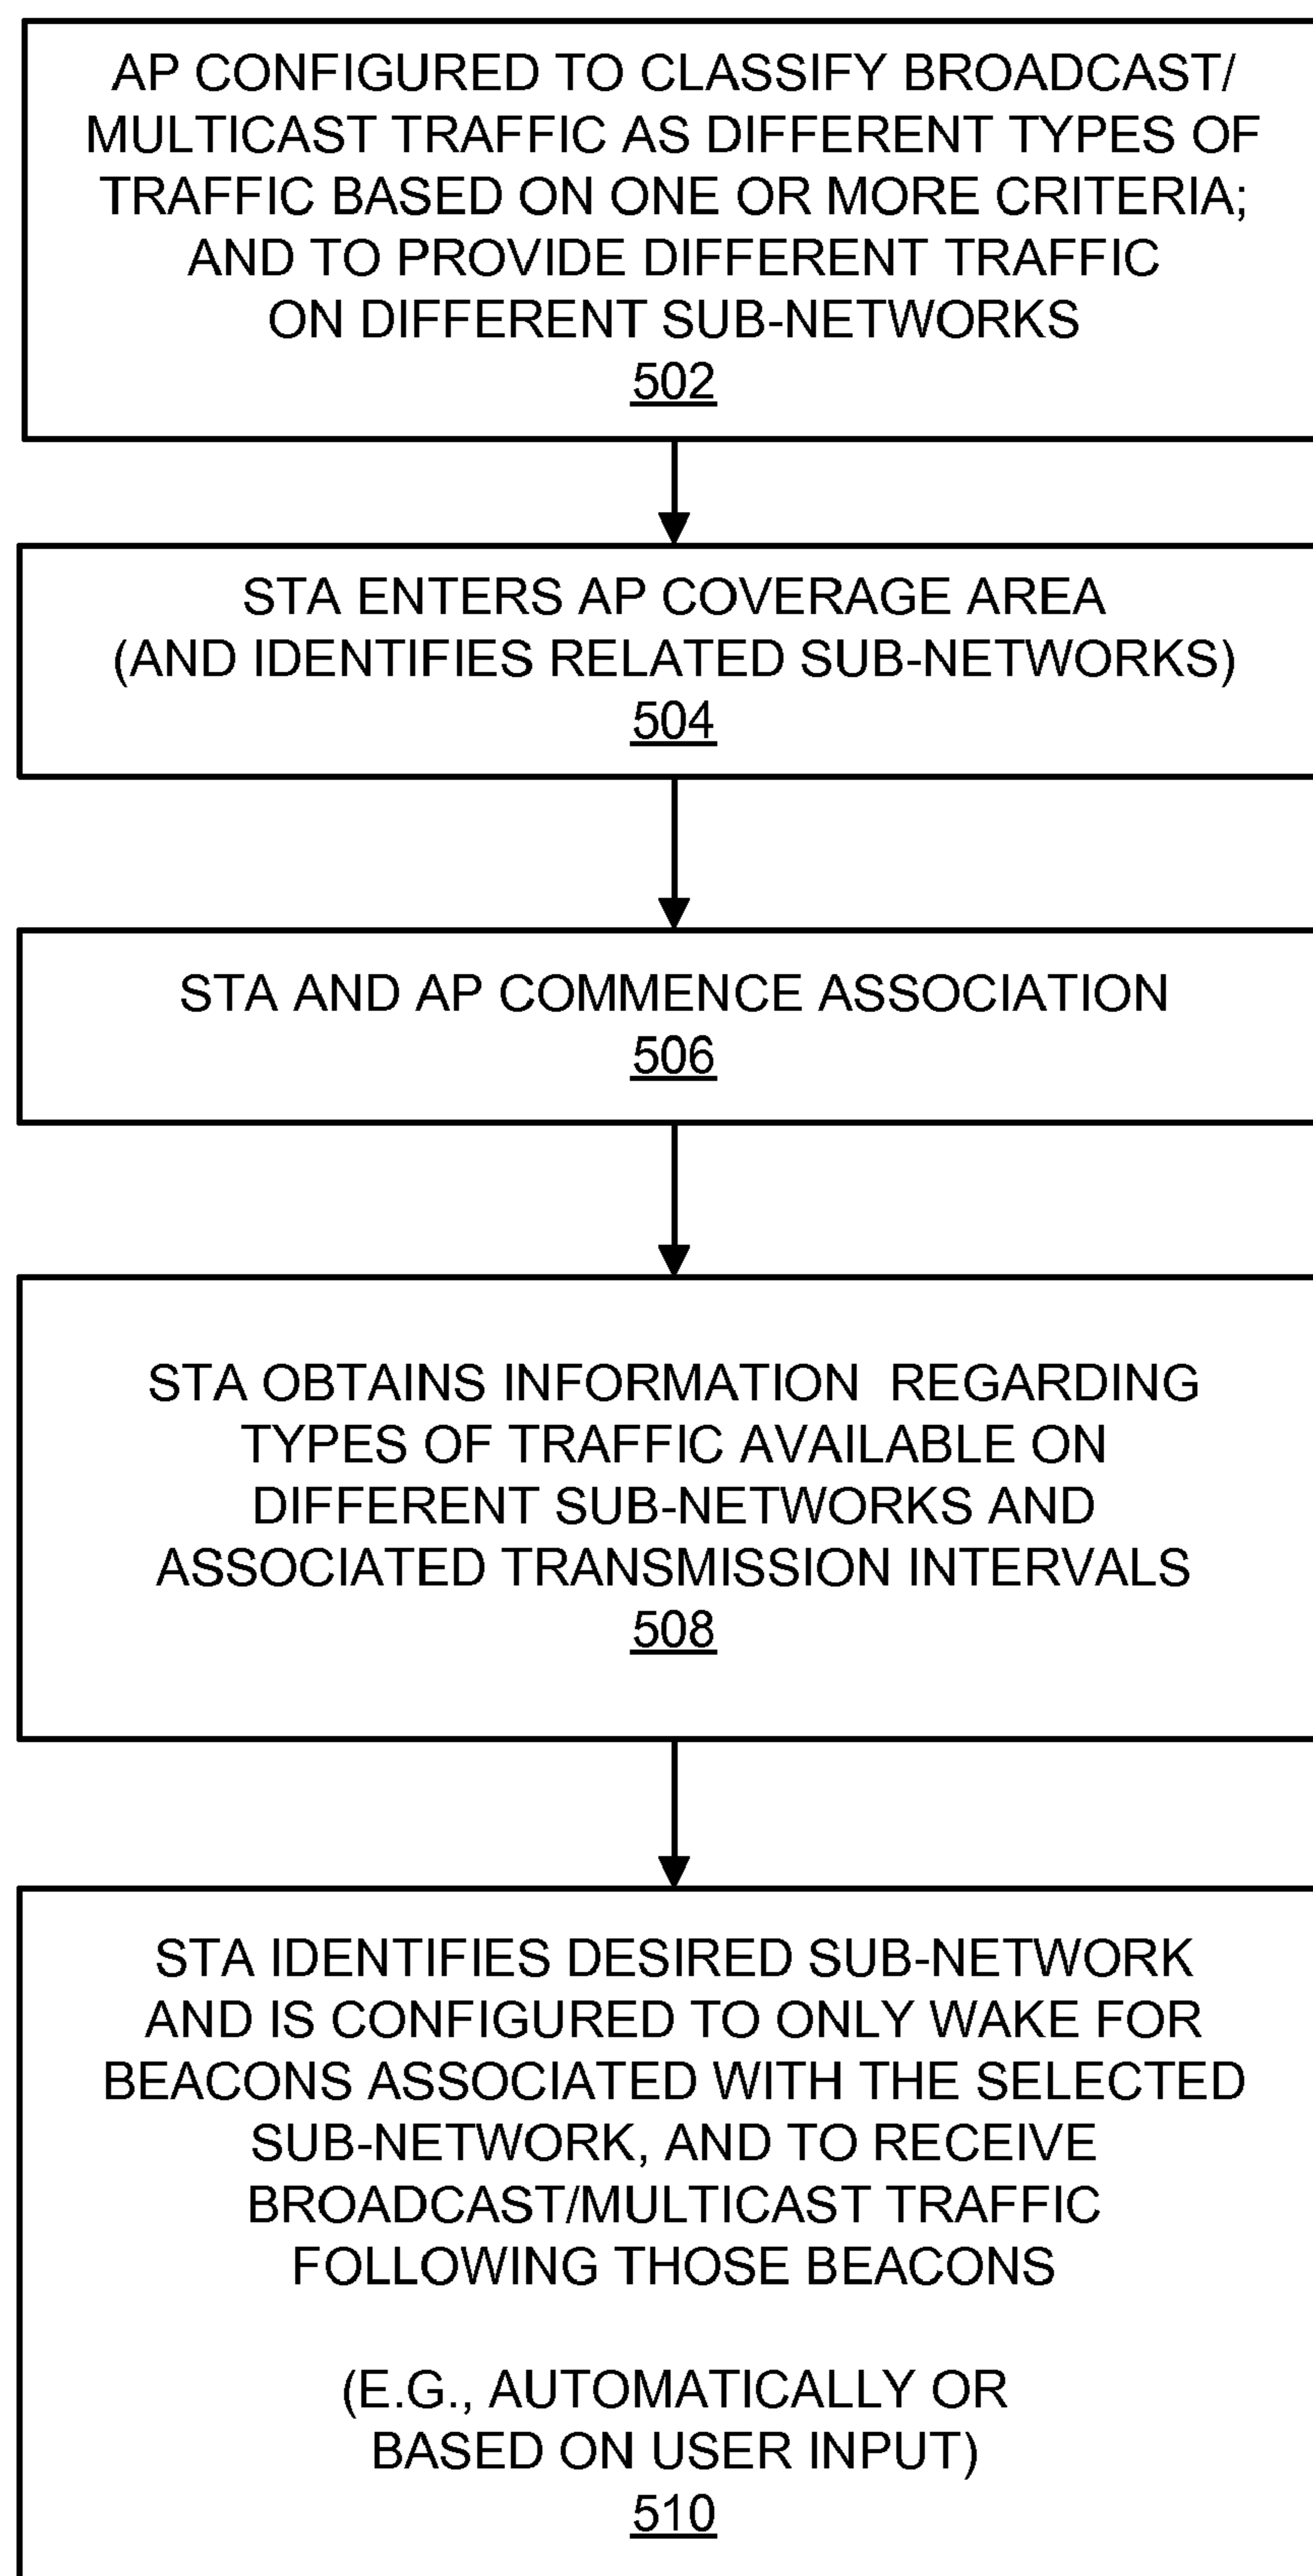 AP CONFIGURED TO CLASSIFY BROADCAST/
MULTICAST TRAFFIC AS DIFFERENT TYPES OF
TRAFFIC BASED ON ONE OR MORE CRITERIA;
AND TO PROVIDE DIFFERENT TRAFFIC
ON DIFFERENT SUB-NETWORKS
502
STA ENTERS AP COVERAGE AREA
(AND IDENTIFIES RELATED SUB-NETWORKS)
504
STA AND AP COMMENCE ASSOCIATION
506
STA OBTAINS INFORMATION REGARDING
TYPES OF TRAFFIC AVAILABLE ON
DIFFERENT SUB-NETWORKS AND
ASSOCIATED TRANSMISSION INTERVALS
508
STA IDENTIFIES DESIRED SUB-NETWORK
AND IS CONFIGURED TO ONLY WAKE FOR
BEACONS ASSOCIATED WITH THE SELECTED
SUB-NETWORK, AND TO RECEIVE
BROADCAST/MULTICAST TRAFFIC
FOLLOWING THOSE BEACONS
(E.G., AUTOMATICALLY OR
BASED ON USER INPUT)
510